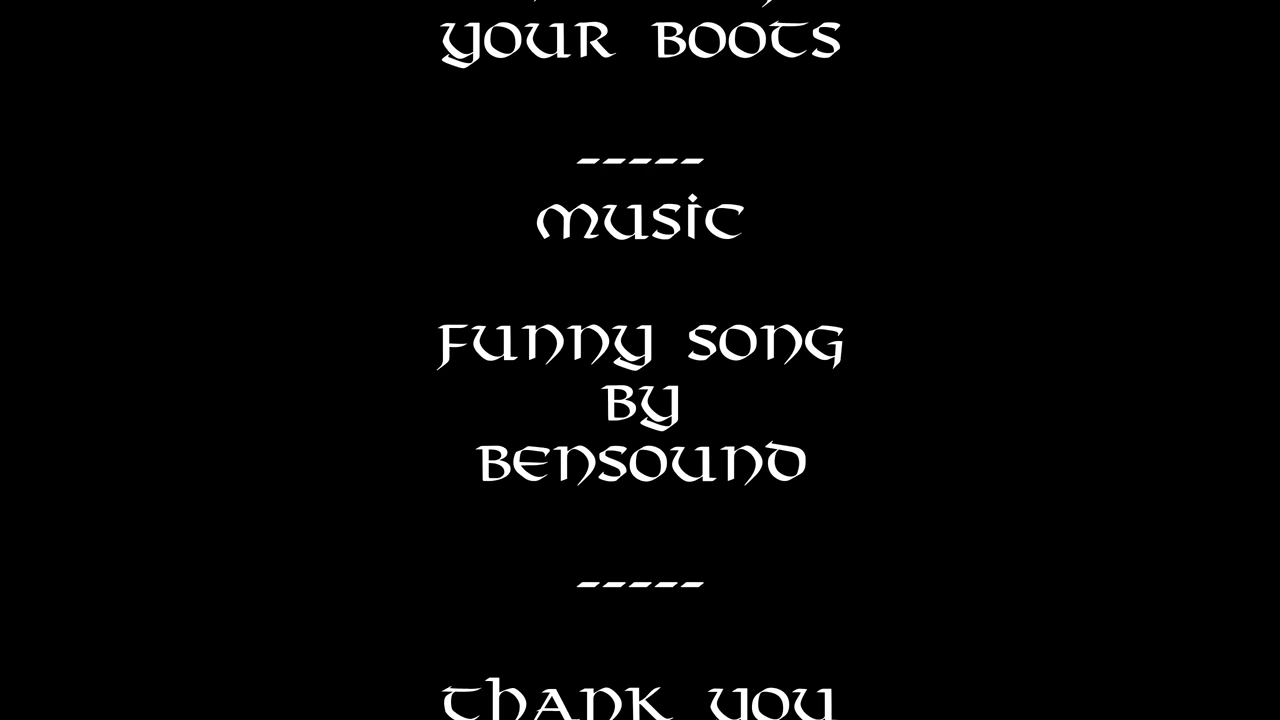 YOUR BOOTS
-----
MUSIC
FUNNY SONG
BY
BENSOUND
-----
THANK YOU